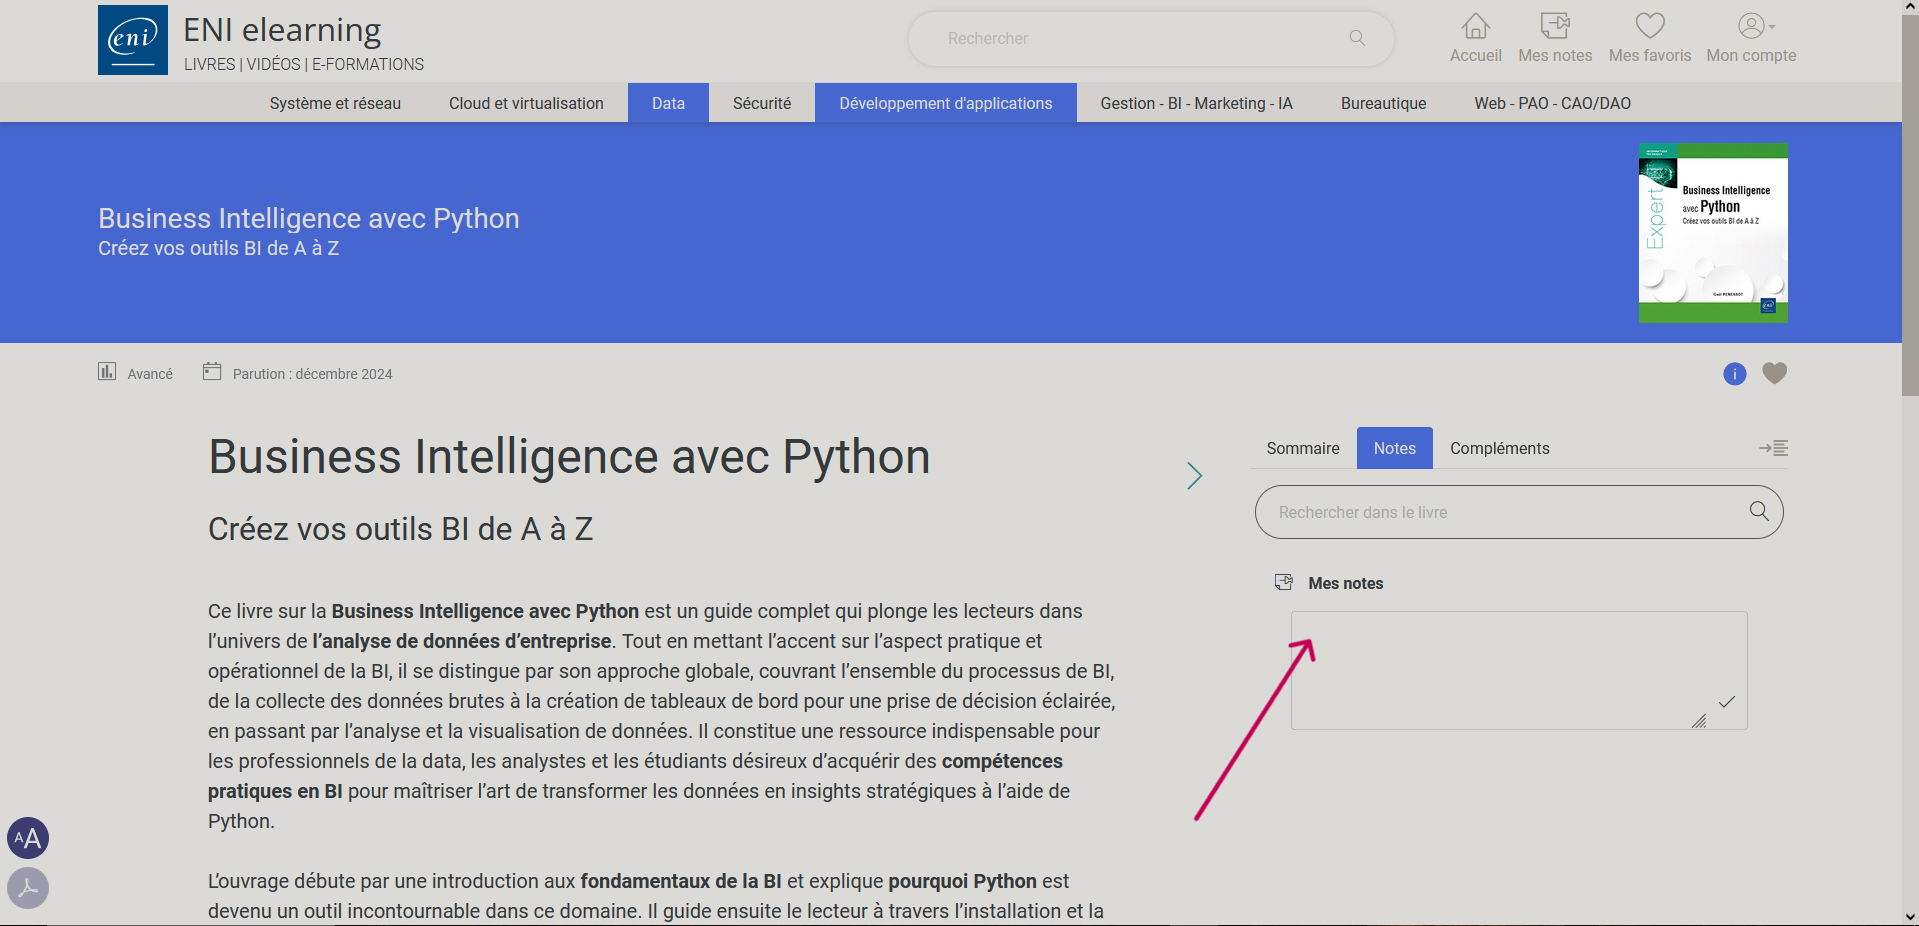 eni
ENI elearning
LIVRES | VIDÉOS | E-FORMATIONS
Rechercher
Accueil
Mes notes
Mes favoris
Mon compte
Système et réseau
Cloud et virtualisation
Data
Sécurité
Développement d'applications
Gestion - BI - Marketing - IA
Bureautique
Web - PAO - CAO/DAO
Business Intelligence avec Python
Créez vos outils BI de A à Z
Expert
Business Intelligence
avec Python
Créez vos outils BI de A à Z
eni
Avancé
Parution : décembre 2024
i
Business Intelligence avec Python
Créez vos outils BI de A à Z
Ce livre sur la Business Intelligence avec Python est un guide complet qui plonge les lecteurs dans
l’univers de l’analyse de données d’entreprise. Tout en mettant l’accent sur l’aspect pratique et
opérationnel de la BI, il se distingue par son approche globale, couvrant l’ensemble du processus de BI,
de la collecte des données brutes à la création de tableaux de bord pour une prise de décision éclairée,
en passant par l’analyse et la visualisation de données. Il constitue une ressource indispensable pour
les professionnels de la data, les analystes et les étudiants désireux d’acquérir des compétences
pratiques en BI pour maîtriser l’art de transformer les données en insights stratégiques à l’aide de
Python.
L’ouvrage débute par une introduction aux fondamentaux de la BI et explique pourquoi Python est
devenu un outil incontournable dans ce domaine. Il guide ensuite le lecteur à travers l’installation et la
Sommaire
Notes
Compléments
Rechercher dans le livre
Mes notes
AA